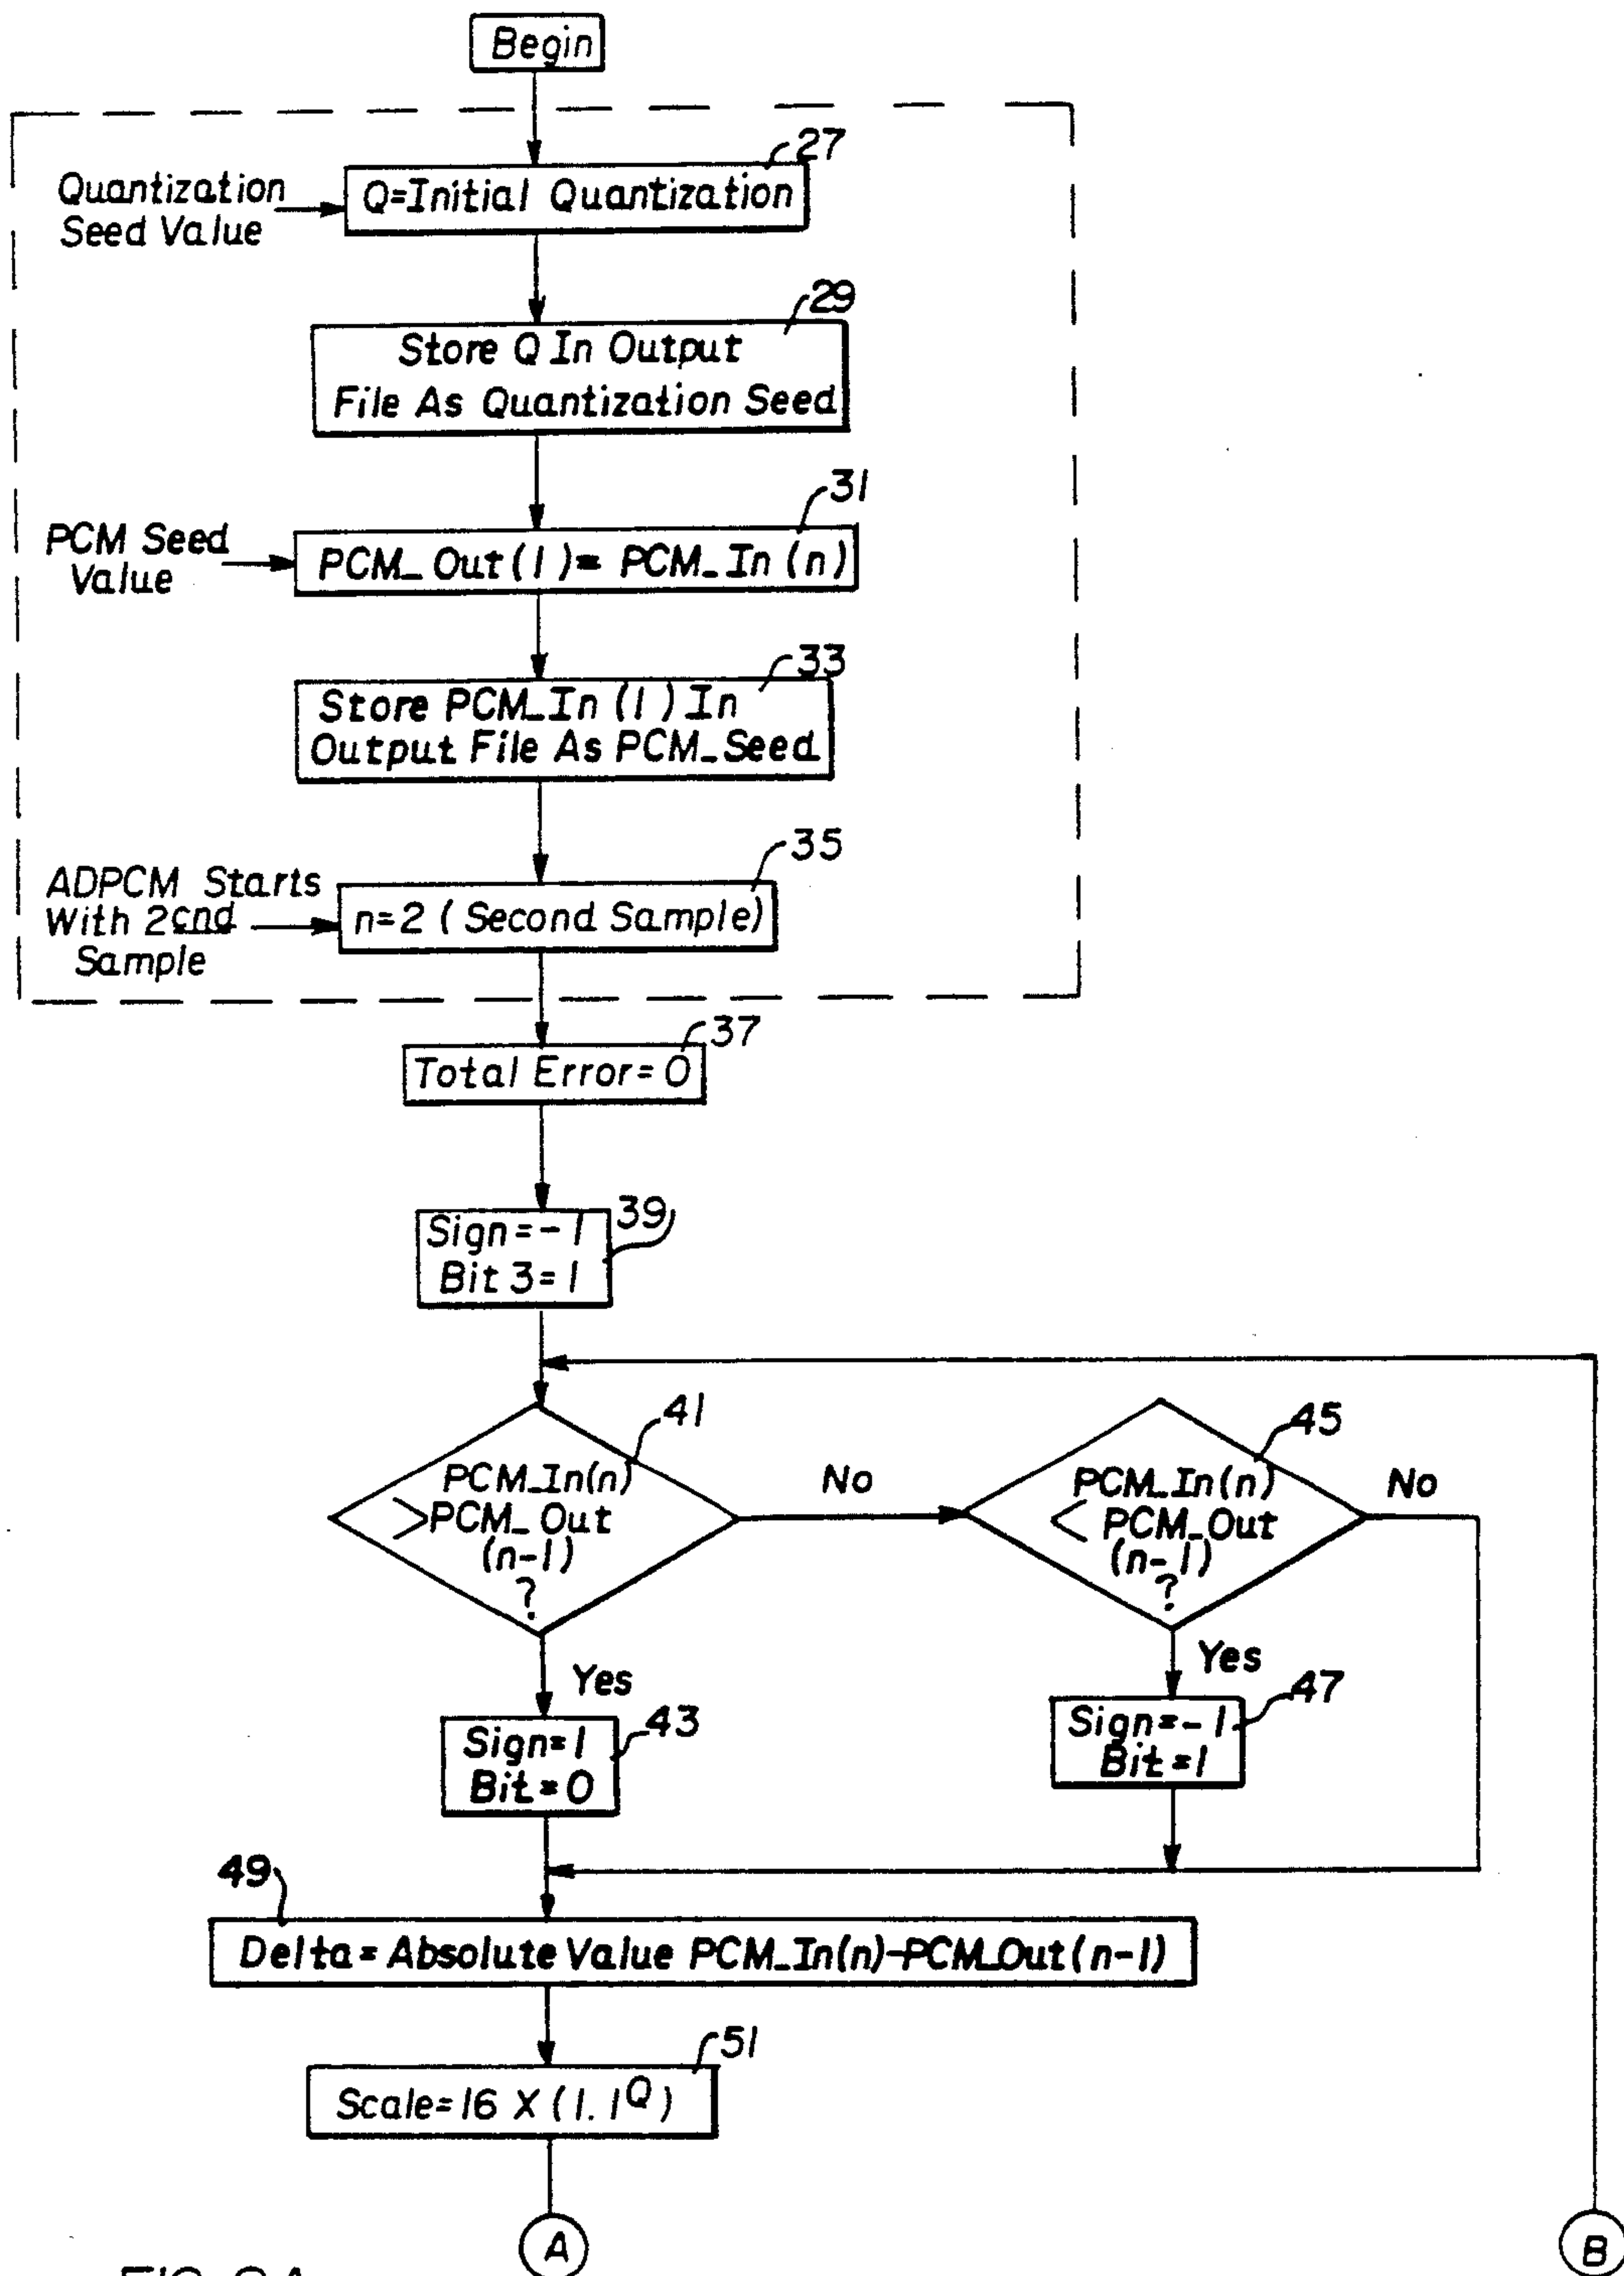 Begin
27
Quantization
Seed Value
Q=Initial Quantization
29
Store Q In Output
File As Quantization Seed
31
PCM Seed
Value
PCM_Out(1)= PCM_In(n)
33
Store PCM_In(1) In
Output File As PCM_Seed
35
ADPCM Starts
With 2cnd
Sample
n=2 (Second Sample)
37
Total Error=0
39
Sign=-1
Bit 3=1
41
PCM_In(n)
>PCM_Out
(n-1)
?
No
45
PCM_In(n)
< PCM_Out
(n-1)
?
No
Yes
43
Sign=1
Bit=0
Yes
47
Sign=-1
Bit=1
49
Delta=Absolute Value PCM_In(n)-PCM_Out(n-1)
51
Scale=16 X (1.1Q)
A
B